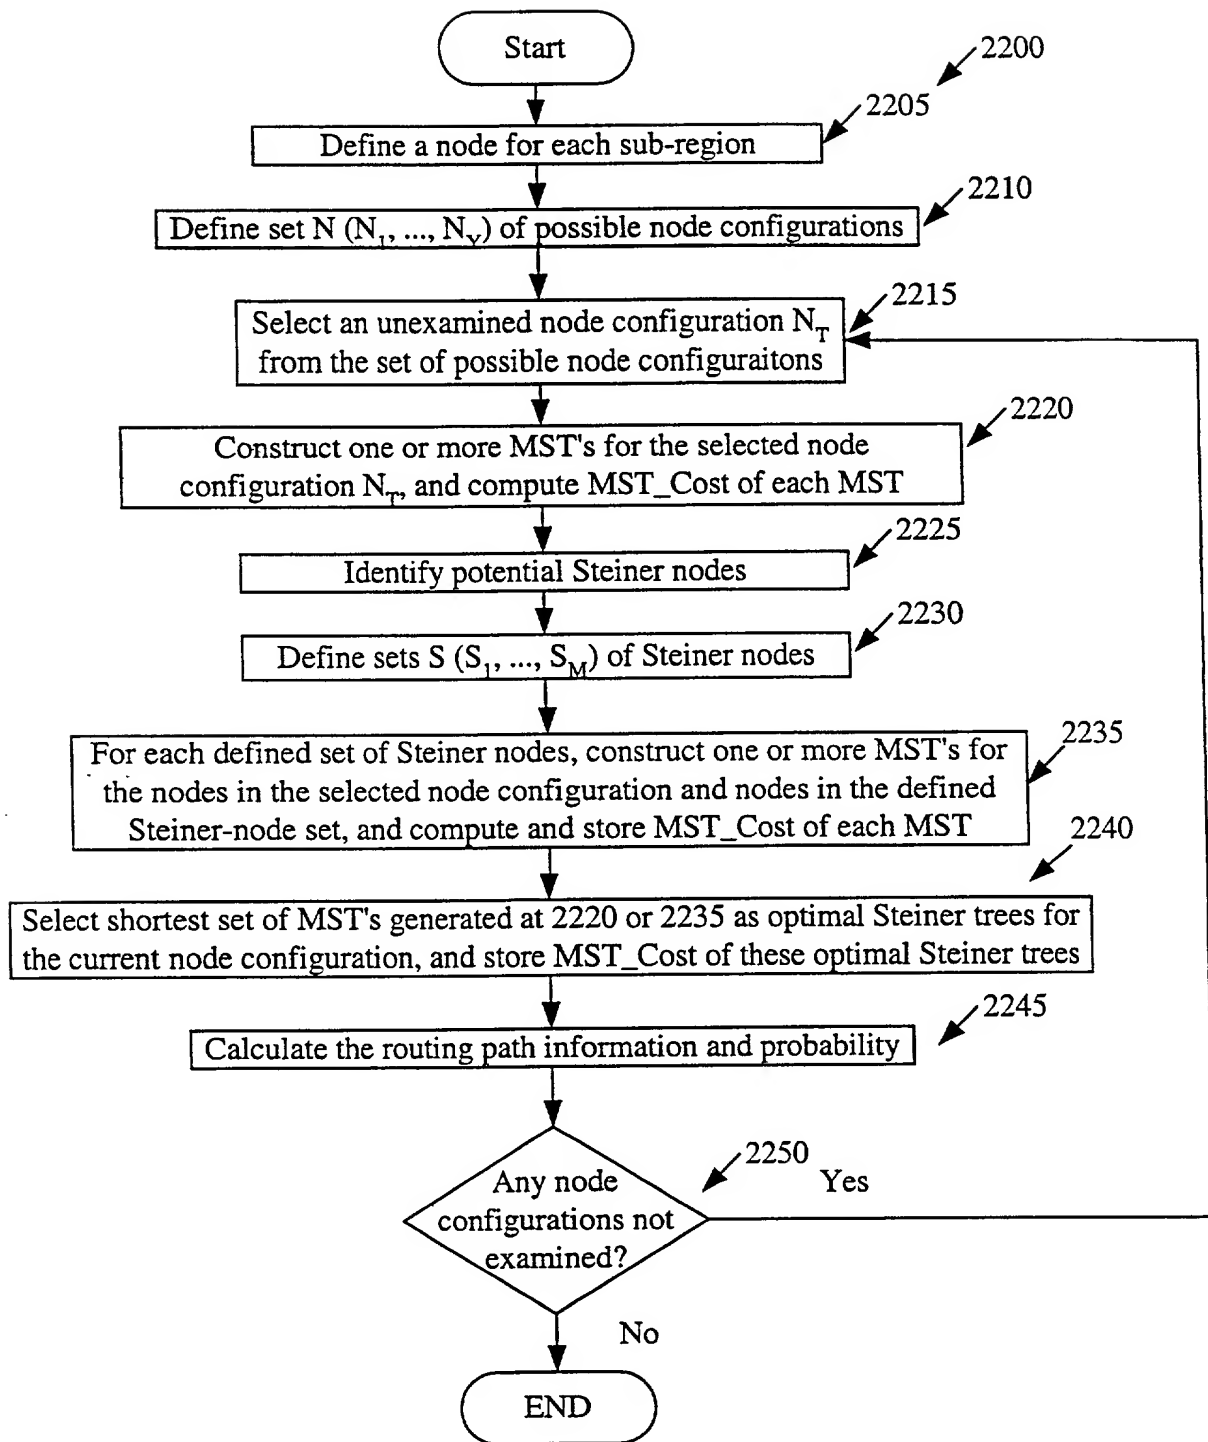 Start
2200
2205
Define a node for each sub-region
2210
Define set N (N1, ..., NY) of possible node configurations
2215
Select an unexamined node configuration NT
from the set of possible node configuraitons
2220
Construct one or more MST's for the selected node
configuration NT, and compute MST_Cost of each MST
2225
Identify potential Steiner nodes
2230
Define sets S (S1, ..., SM) of Steiner nodes
2235
For each defined set of Steiner nodes, construct one or more MST's for
the nodes in the selected node configuration and nodes in the defined
Steiner-node set, and compute and store MST_Cost of each MST
2240
Select shortest set of MST's generated at 2220 or 2235 as optimal Steiner trees for
the current node configuration, and store MST_Cost of these optimal Steiner trees
2245
Calculate the routing path information and probability
2250
Yes
Any node
configurations not
examined?
No
END